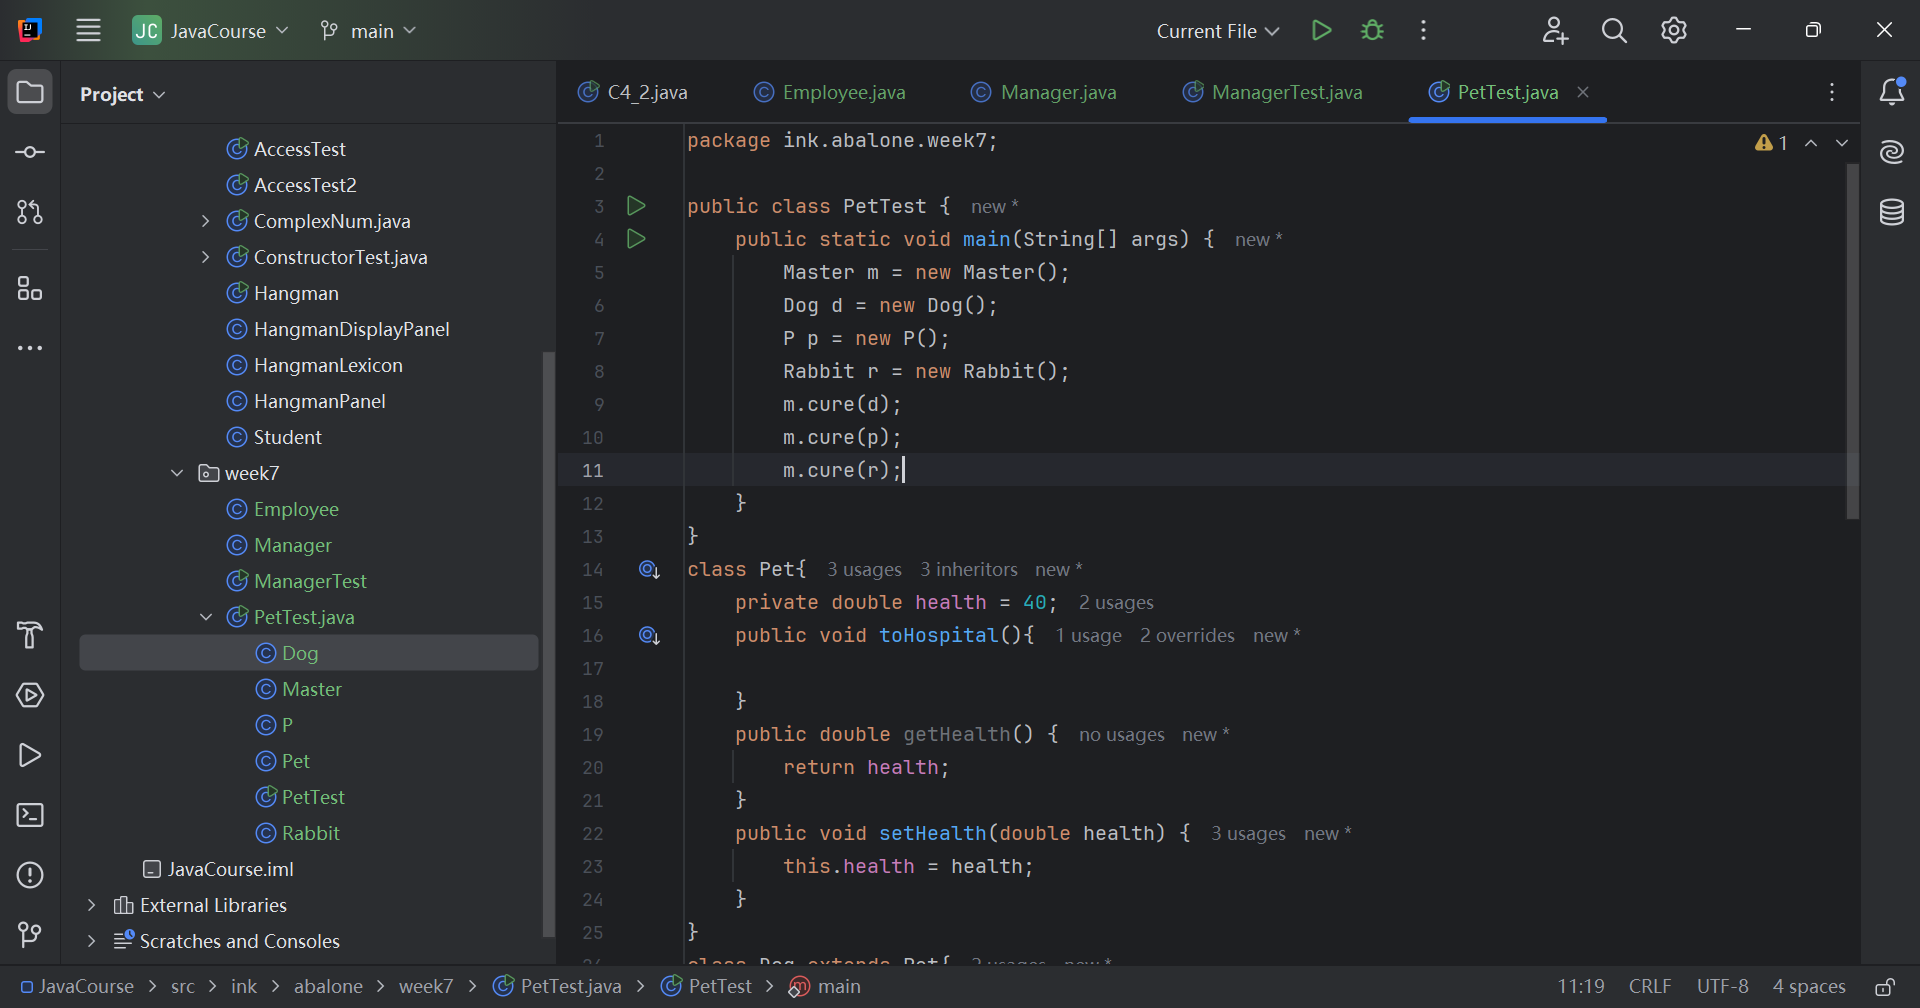 JC JavaCourse main Current File
Project
C4_2.java Employee.java Manager.java ManagerTest.java PetTest.java
AccessTest
AccessTest2
ComplexNum.java
ConstructorTest.java
Hangman
HangmanDisplayPanel
HangmanLexicon
HangmanPanel
Student
week7
Employee
Manager
ManagerTest
PetTest.java
Dog
Master
P
Pet
PetTest
Rabbit
JavaCourse.iml
External Libraries
Scratches and Consoles
1 package ink.abalone.week7; 1
2
3 public class PetTest { new *
4 public static void main(String[] args) { new *
5 Master m = new Master();
6 Dog d = new Dog();
7 P p = new P();
8 Rabbit r = new Rabbit();
9 m.cure(d);
10 m.cure(p);
11 m.cure(r);
12 }
13 }
14 class Pet{ 3 usages 3 inheritors new *
15 private double health = 40; 2 usages
16 public void toHospital(){ 1 usage 2 overrides new *
17
18 }
19 public double getHealth() { no usages new *
20 return health;
21 }
22 public void setHealth(double health) { 3 usages new *
23 this.health = health;
24 }
25 }
26 class Dog extends Pet{ 2 usages new *
JavaCourse src ink abalone week7 PetTest.java PetTest main 11:19 CRLF UTF-8 4 spaces